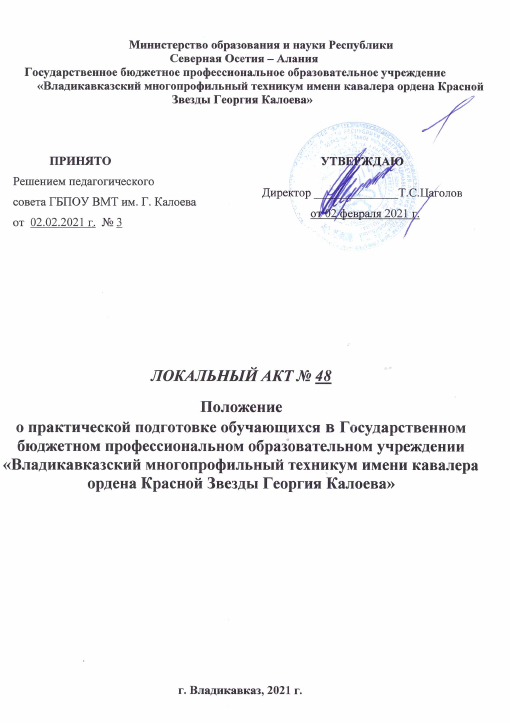 Министерство образования и науки Республики
Северная Осетия – Алания
Государственное бюджетное профессиональное образовательное учреждение
«Владикавказский многопрофильный техникум имени кавалера ордена Красной
Звезды Георгия Калоева»
ПРИНЯТО
Решением педагогического
совета ГБПОУ ВМТ им. Г. Калоева
от 02.02.2021 г. № 3
УТВЕРЖДАЮ
Директор ______________Т.С.Цаголов
от 02 февраля 2021 г.
ЛОКАЛЬНЫЙ АКТ № 48
Положение
о практической подготовке обучающихся в Государственном
бюджетном профессиональном образовательном учреждении
«Владикавказский многопрофильный техникум имени кавалера
ордена Красной Звезды Георгия Калоева»
г. Владикавказ, 2021 г.